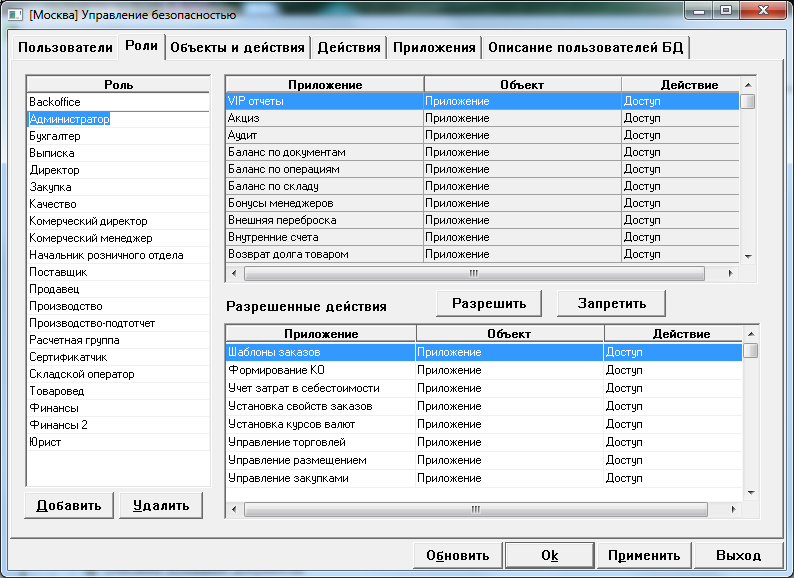 [Москва] Управление безопасностью
Пользователи Роли Объекты и действия Действия Приложения Описание пользователей БД
Роль
Backoffice
Администратор
Бухгалтер
Выписка
Директор
Закупка
Качество
Комерческий директор
Комерческий менеджер
Начальник розничного отдела
Поставщик
Продавец
Производство
Производство-подтотчет
Расчетная группа
Сертификатчик
Складской оператор
Товаровед
Финансы
Финансы 2
Юрист
Добавить Удалить
Приложение Объект Действие
VIP отчеты Приложение Доступ
Акциз Приложение Доступ
Аудит Приложение Доступ
Баланс по документам Приложение Доступ
Баланс по операциям Приложение Доступ
Баланс по складу Приложение Доступ
Бонусы менеджеров Приложение Доступ
Внешняя переброска Приложение Доступ
Внутренние счета Приложение Доступ
Возврат долга товаром Приложение Доступ
Разрешенные действия Разрешить Запретить
Приложение Объект Действие
Шаблоны заказов Приложение Доступ
Формирование КО Приложение Доступ
Учет затрат в себестоимости Приложение Доступ
Установка свойств заказов Приложение Доступ
Установка курсов валют Приложение Доступ
Управление торговлей Приложение Доступ
Управление размещением Приложение Доступ
Управление закупками Приложение Доступ
Обновить Ok Применить Выход